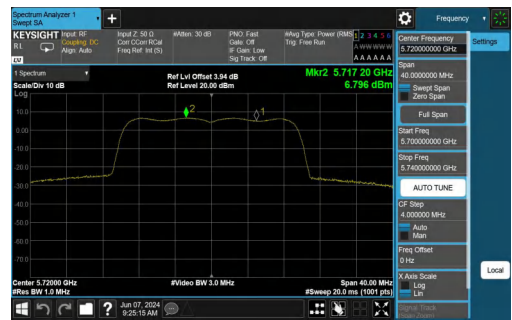 Spectrum Analyzer 1
Swept SA
+
Frequency
KEYSIGHT
R L
LV
Input: RF
Coupling: DC
Align: Auto
Input Z: 50 Ω
Corr CCorr RCal
Freq Ref: Int (S)
#Atten: 30 dB
PNO: Fast
Gate: Off
IF Gain: Low
Sig Track: Off
#Avg Type: Power (RMS
Trig: Free Run
1 2 3 4 5 6
A W W W W W
A A A A A A
1 Spectrum
Scale/Div 10 dB
Log
Ref Lvl Offset 3.94 dB
Ref Level 20.00 dBm
Mkr2 5.717 20 GHz
6.796 dBm
2
1
10.0
0.00
-10.0
-20.0
-30.0
-40.0
-50.0
-60.0
-70.0
Center 5.72000 GHz
#Res BW 1.0 MHz
#Video BW 3.0 MHz
Span 40.00 MHz
#Sweep 20.0 ms (1001 pts)
Center Frequency
5.720000000 GHz
Settings
Span
40.0000000 MHz
Swept Span
Zero Span
Full Span
Start Freq
5.700000000 GHz
Stop Freq
5.740000000 GHz
AUTO TUNE
CF Step
4.000000 MHz
Auto
Man
Freq Offset
0 Hz
X Axis Scale
Log
Lin
Local
Signal Track
(Span Zoom)
?
Jun 07, 2024
9:25:15 AM